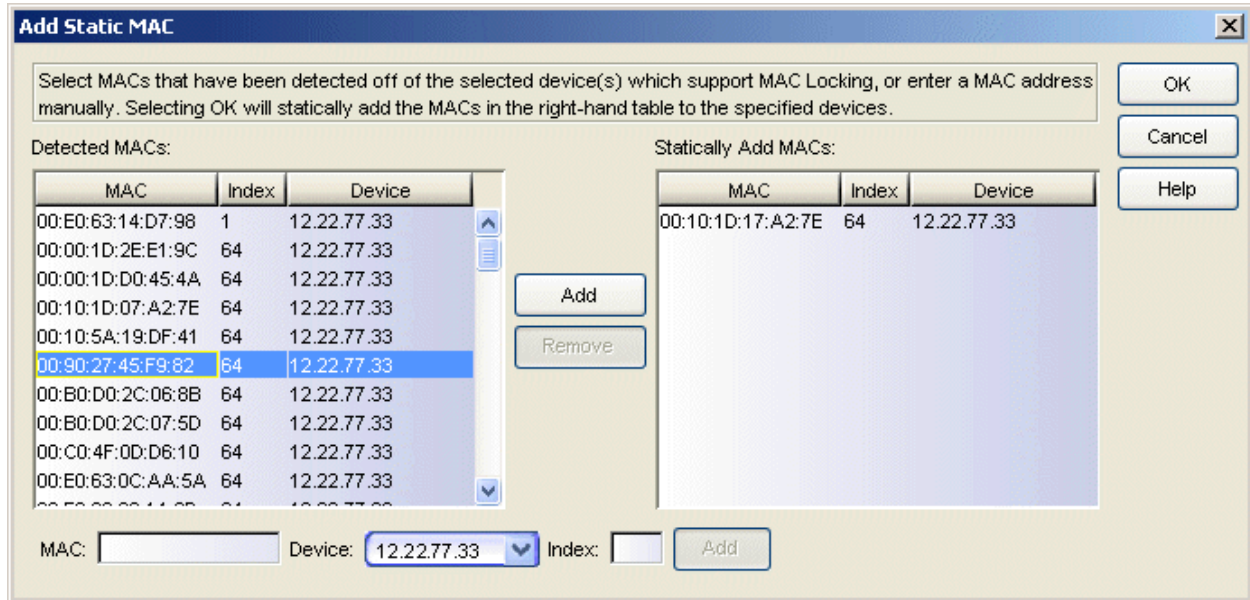 Add Static MAC
Select MACs that have been detected off of the selected device(s) which support MAC Locking, or enter a MAC address
manually. Selecting OK will statically add the MACs in the right-hand table to the specified devices.
OK
Cancel
Help
Detected MACs:
MAC Index Device
00:E0:63:14:D7:98 1 12.22.77.33
00:00:1D:2E:E1:9C 64 12.22.77.33
00:00:1D:D0:45:4A 64 12.22.77.33
00:10:1D:07:A2:7E 64 12.22.77.33
00:10:5A:19:DF:41 64 12.22.77.33
00:90:27:45:F9:82 64 12.22.77.33
00:B0:D0:2C:06:8B 64 12.22.77.33
00:B0:D0:2C:07:5D 64 12.22.77.33
00:C0:4F:0D:D6:10 64 12.22.77.33
00:E0:63:0C:AA:5A 64 12.22.77.33
Add
Remove
Statically Add MACs:
MAC Index Device
00:10:1D:17:A2:7E 64 12.22.77.33
MAC: Device: 12.22.77.33 Index: Add